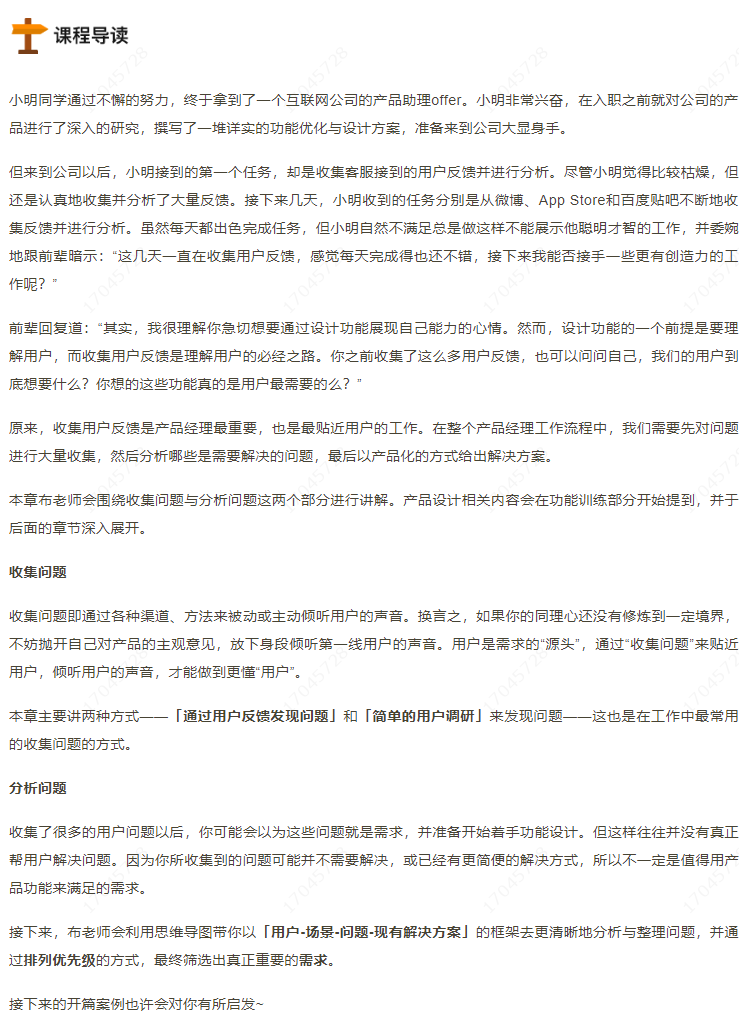 课程导读
小明同学通过不懈的努力，终于拿到了一个互联网公司的产品助理offer。小明非常兴奋，在入职之前就对公司的产
品进行了深入的研究，撰写了一堆详实的功能优化与设计方案，准备来到公司大显身手。
但来到公司以后，小明接到的第一个任务，却是收集客服接到的用户反馈并进行分析。尽管小明觉得比较枯燥，但
还是认真地收集并分析了大量反馈。接下来几天，小明收到的任务分别是从微博、App Store和百度贴吧不断地收
集反馈并进行分析。虽然每天都出色完成任务，但小明自然不满足总是做这样不能展示他聪明才智的工作，并委婉
地跟前辈暗示：“这几天一直在收集用户反馈，感觉每天完成得也还不错，接下来我能否接手一些更有创造力的工
作呢？”
前辈回复道：“其实，我很理解你急切想要通过设计功能展现自己能力的心情。然而，设计功能的一个前提是要理
解用户，而收集用户反馈是理解用户的必经之路。你之前收集了这么多用户反馈，也可以问问自己，我们的用户到
底想要什么？你想的这些功能真的是用户最需要的么？”
原来，收集用户反馈是产品经理最重要，也是最贴近用户的工作。在整个产品经理工作流程中，我们需要先对问题
进行大量收集，然后分析哪些是需要解决的问题，最后以产品化的方式给出解决方案。
本章布老师会围绕收集问题与分析问题这两个部分进行讲解。产品设计相关内容会在功能训练部分开始提到，并于
后面的章节深入展开。
收集问题
收集问题即通过各种渠道、方法来被动或主动倾听用户的声音。换言之，如果你的同理心还没有修炼到一定境界，
不妨抛开自己对产品的主观意见，放下身段倾听第一线用户的声音。用户是需求的“源头”，通过“收集问题”来贴近
用户，倾听用户的声音，才能做到更懂“用户”。
本章主要讲两种方式——「通过用户反馈发现问题」和「简单的用户调研」来发现问题——这也是在工作中最常用
的收集问题的方式。
分析问题
收集了很多的用户问题以后，你可能会以为这些问题就是需求，并准备开始着手功能设计。但这样往往并没有真正
帮用户解决问题。因为你所收集到的问题可能并不需要解决，或已经有更简便的解决方式，所以不一定是值得用产
品功能来满足的需求。
接下来，布老师会利用思维导图带你以「用户-场景-问题-现有解决方案」的框架去更清晰地分析与整理问题，并通
过排列优先级的方式，最终筛选出真正重要的需求。
接下来的开篇案例也许会对你有所启发~
17045728